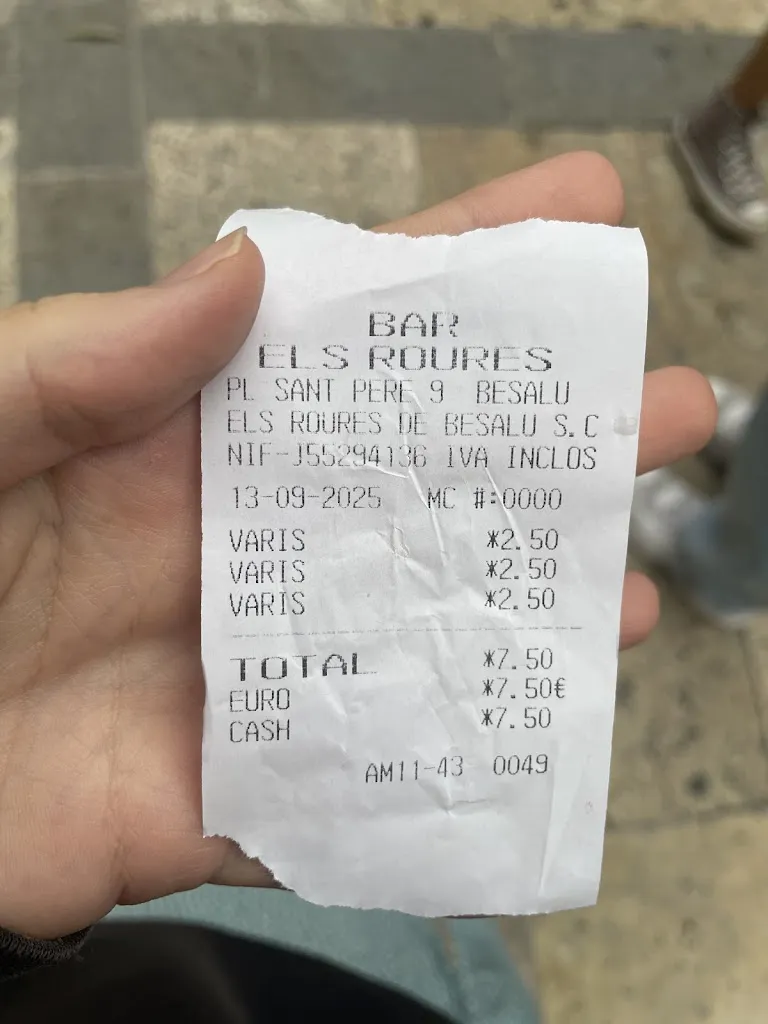 BAR
ELS ROURES
PL SANT PERE 9 BESALU
ELS ROURES DE BESALU S.C
NIF-J55294136 IVA INCLOS
13-09-2025 MC #:0000
VARIS *2.50
VARIS *2.50
VARIS *2.50
TOTAL *7.50
EURO *7.50€
CASH *7.50
AM11-43 0049